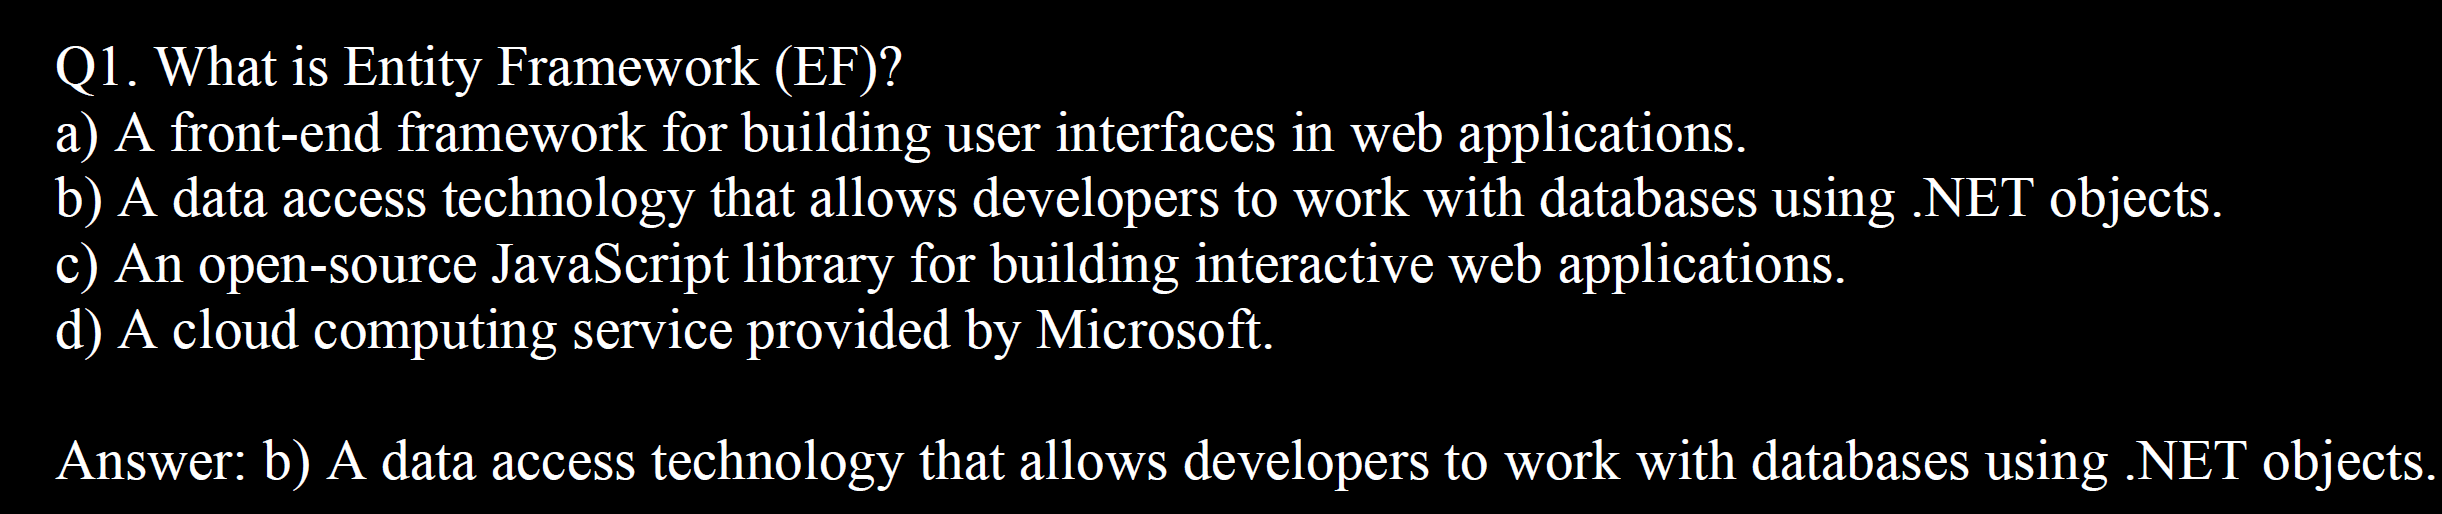 Q1. What is Entity Framework (EF)?
a) A front-end framework for building user interfaces in web applications.
b) A data access technology that allows developers to work with databases using .NET objects.
c) An open-source JavaScript library for building interactive web applications.
d) A cloud computing service provided by Microsoft.
Answer: b) A data access technology that allows developers to work with databases using .NET objects.